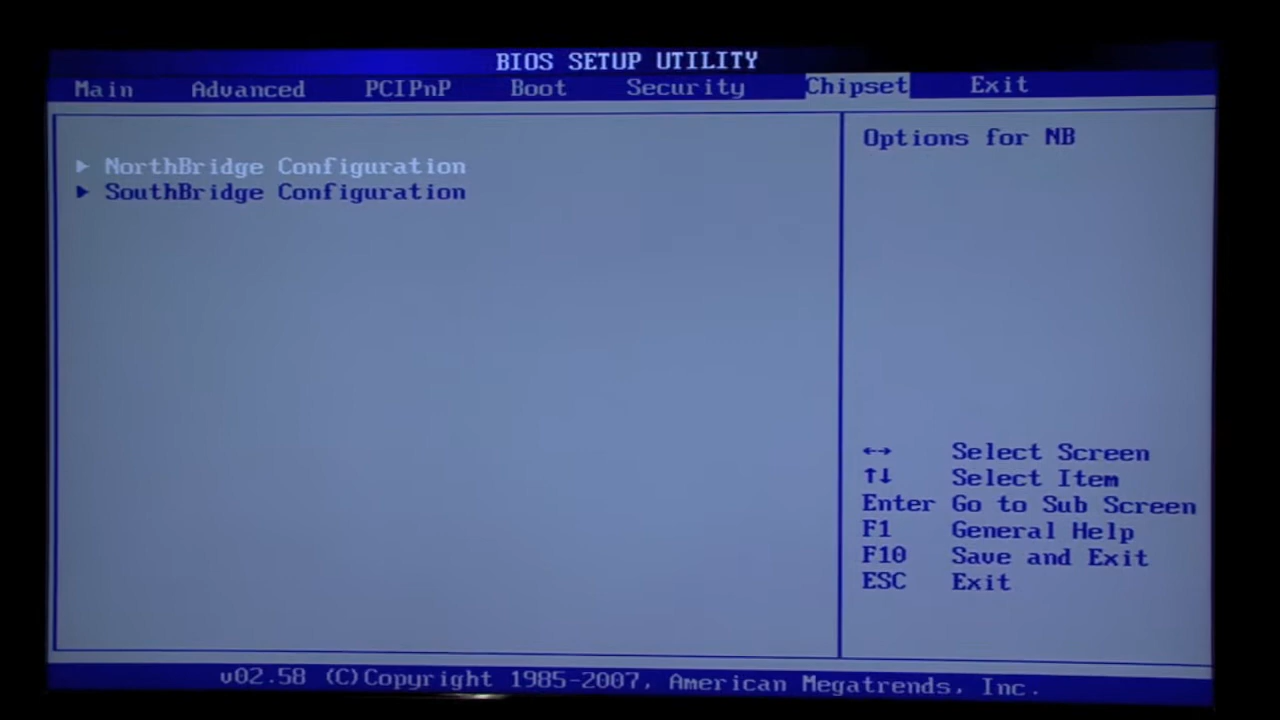 BIOS SETUP UTILITY
Main Advanced PCIPnP Boot Security Chipset Exit
Options for NB
► NorthBridge Configuration
► SouthBridge Configuration
↔ Select Screen
↑↓ Select Item
Enter Go to Sub Screen
F1 General Help
F10 Save and Exit
ESC Exit
v02.58 (C)Copyright 1985-2007, American Megatrends, Inc.